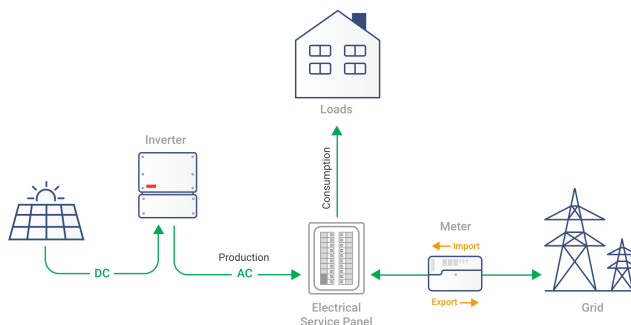 Loads
Inverter
Consumption
Meter
Import
Production
DC
AC
Export
Electrical
Service Panel
Grid